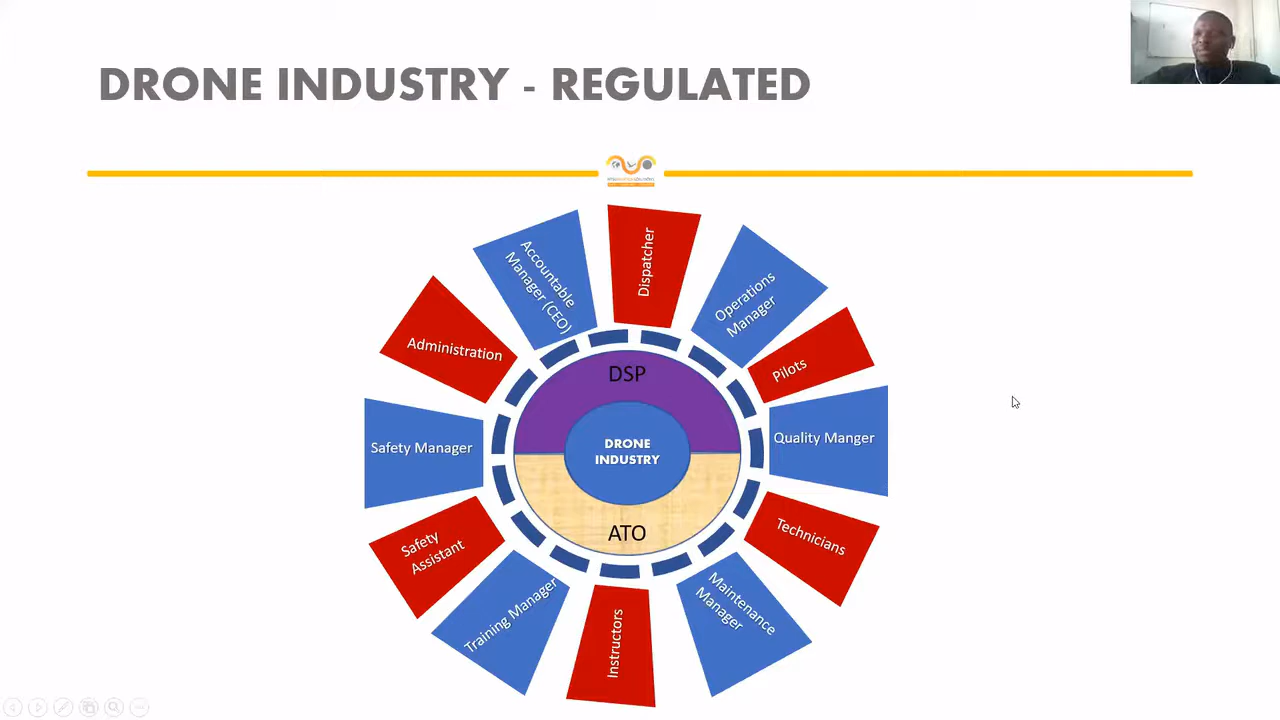 DRONE INDUSTRY - REGULATED
Dispatcher
Operations
Manager
Pilots
Quality Manger
Technicians
Maintenance
Manager
Instructors
Training Manager
Safety
Assistant
Safety Manager
Administration
Accountable
Manager (CEO)
DSP
DRONE
INDUSTRY
ATO